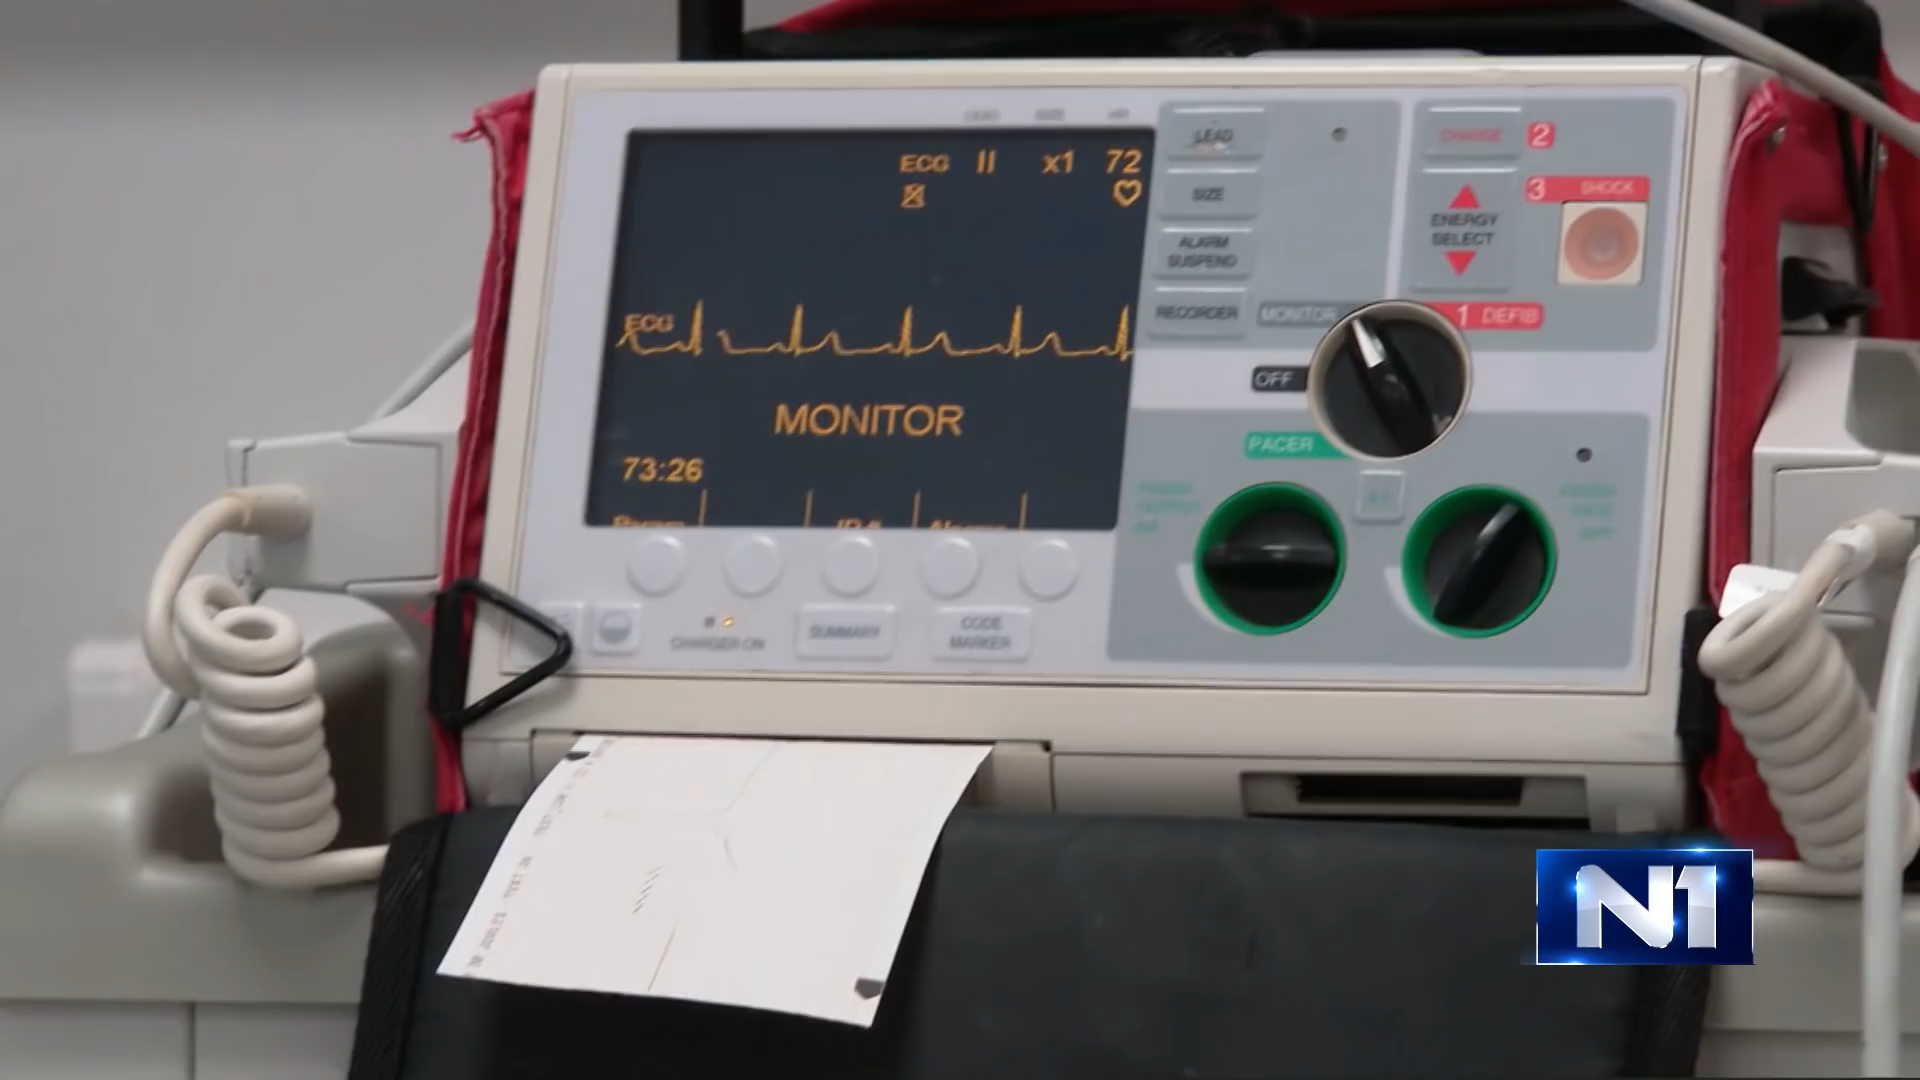 ECG II x1 72
ECG
MONITOR
73:26
LEAD
SIZE
ALARM
SUSPEND
RECORDER
CHARGE 2
3 SHOCK
ENERGY
SELECT
MONITOR
1 DEFIB
OFF
PACER
CHARGER ON
SUMMARY
CODE
MARKER
N1